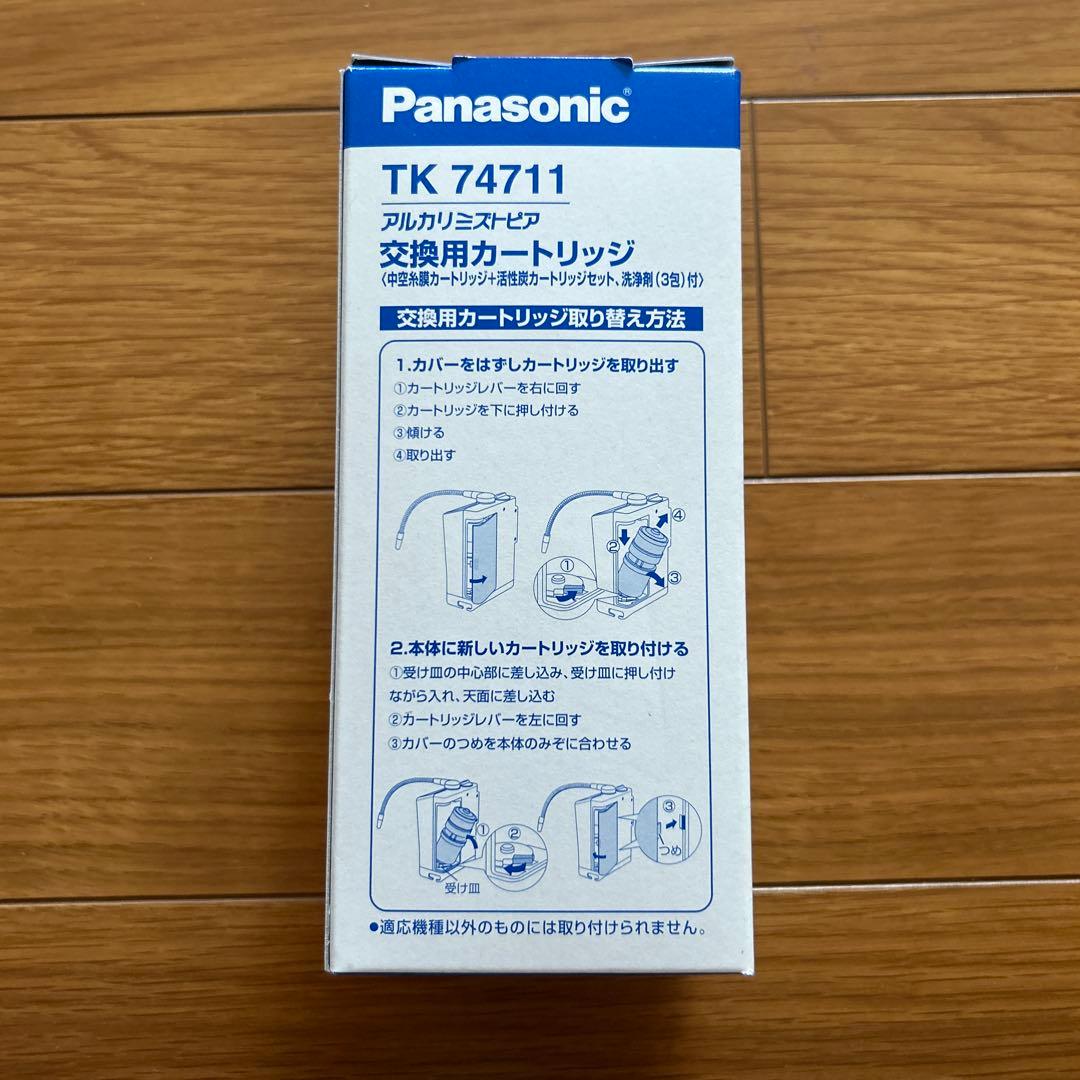 Panasonic®
TK 74711
アルカリミズトピア
交換用カートリッジ
〈中空糸膜カートリッジ+活性炭カートリッジセット、洗浄剤(3包)付〉
交換用カートリッジ取り替え方法
1.カバーをはずしカートリッジを取り出す
①カートリッジレバーを右に回す
②カートリッジを下に押し付ける
③傾ける
④取り出す
④
②
①
③
2.本体に新しいカートリッジを取り付ける
①受け皿の中心部に差し込み、受け皿に押し付け
ながら入れ、天面に差し込む
②カートリッジレバーを左に回す
③カバーのつめを本体のみぞに合わせる
①
②
③
つめ
受け皿
●適応機種以外のものには取り付けられません。